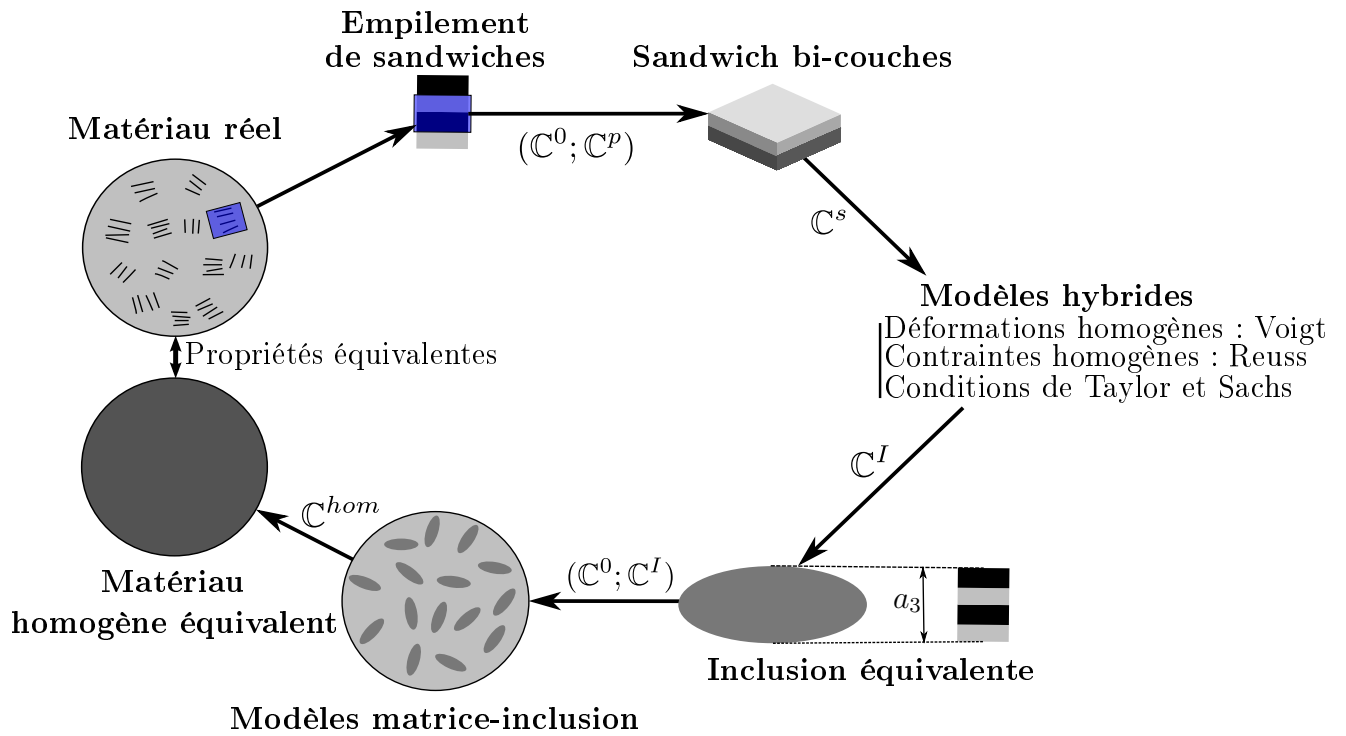 Empilement
de sandwiches
Sandwich bi-couches
Matériau réel
(ℂ⁰; ℂᵖ)
ℂˢ
Modèles hybrides
Déformations homogènes : Voigt
Contraintes homogènes : Reuss
Conditions de Taylor et Sachs
Propriétés équivalentes
ℂᴵ
ℂʰᵒᵐ
(ℂ⁰; ℂᴵ)
a₃
Matériau
homogène équivalent
Inclusion équivalente
Modèles matrice-inclusion